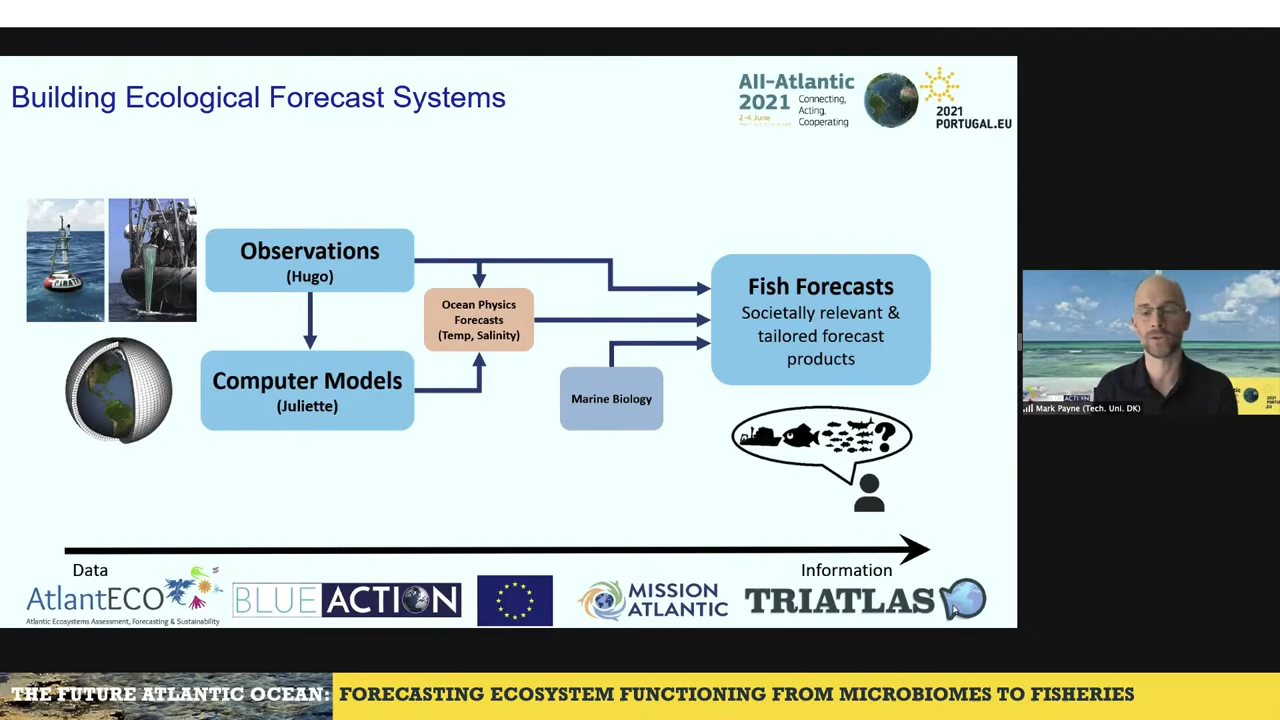 Building Ecological Forecast Systems
All-Atlantic
2021
2-4 June
Connecting,
Acting,
Cooperating
2021
PORTUGAL.EU
Observations
(Hugo)
Ocean Physics
Forecasts
(Temp, Salinity)
Computer Models
(Juliette)
Marine Biology
Fish Forecasts
Societally relevant &
tailored forecast
products
?
Mark Payne (Tech. Uni. DK)
Data
Information
AtlantECO
Atlantic Ecosystems Assessment, Forecasting & Sustainability
BLUE ACTION
MISSION
ATLANTIC
TRIATLAS
THE FUTURE ATLANTIC OCEAN: FORECASTING ECOSYSTEM FUNCTIONING FROM MICROBIOMES TO FISHERIES